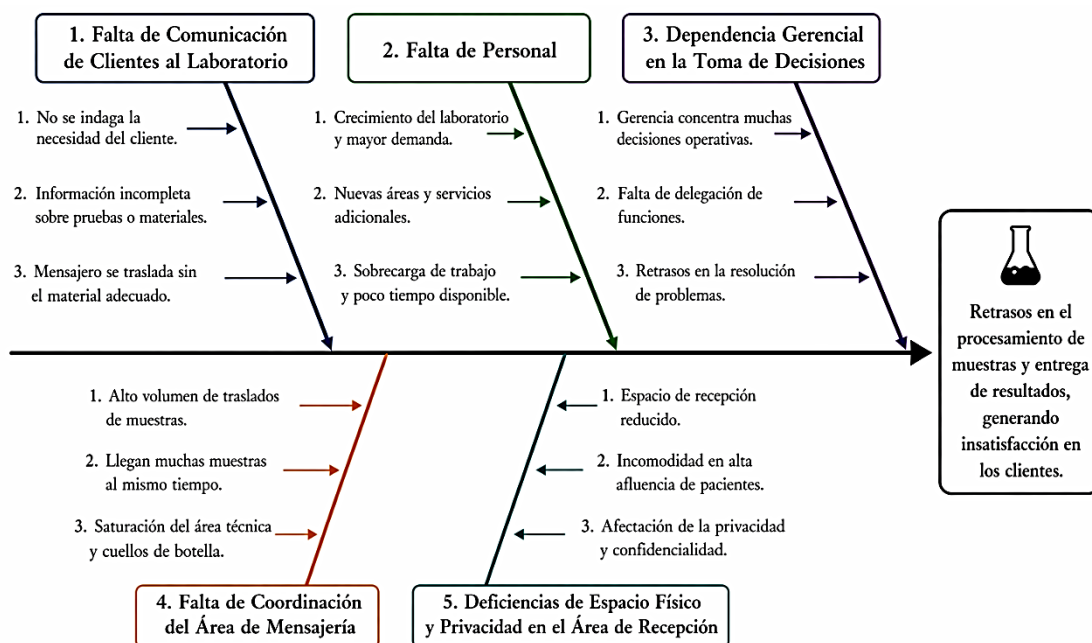 1. Falta de Comunicación
de Clientes al Laboratorio
1. No se indaga la
necesidad del cliente.
2. Información incompleta
sobre pruebas o materiales.
3. Mensajero se traslada sin
el material adecuado.
2. Falta de Personal
1. Crecimiento del laboratorio
y mayor demanda.
2. Nuevas áreas y servicios
adicionales.
3. Sobrecarga de trabajo
y poco tiempo disponible.
3. Dependencia Gerencial
en la Toma de Decisiones
1. Gerencia concentra muchas
decisiones operativas.
2. Falta de delegación de
funciones.
3. Retrasos en la resolución
de problemas.
Retrasos en el
procesamiento de
muestras y entrega
de resultados,
generando
insatisfacción en
los clientes.
1. Alto volumen de traslados
de muestras.
2. Llegan muchas muestras
al mismo tiempo.
3. Saturación del área técnica
y cuellos de botella.
4. Falta de Coordinación
del Área de Mensajería
1. Espacio de recepción
reducido.
2. Incomodidad en alta
afluencia de pacientes.
3. Afectación de la privacidad
y confidencialidad.
5. Deficiencias de Espacio Físico
y Privacidad en el Área de Recepción